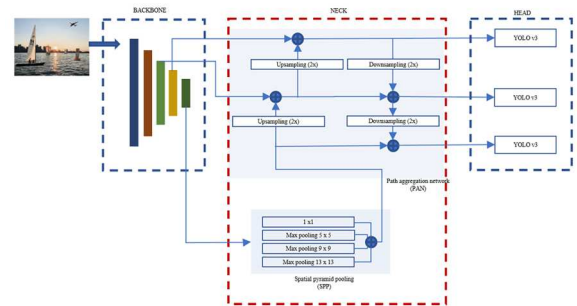 BACKBONE
NECK
HEAD
YOLO v3
Upsampling (2x)
Downsampling (2x)
YOLO v3
Upsampling (2x)
Downsampling (2x)
YOLO v3
Path aggregation network
(PAN)
1 x1
Max pooling 5 x 5
Max pooling 9 x 9
Max pooling 13 x 13
Spatial pyramid pooling
(SPP)